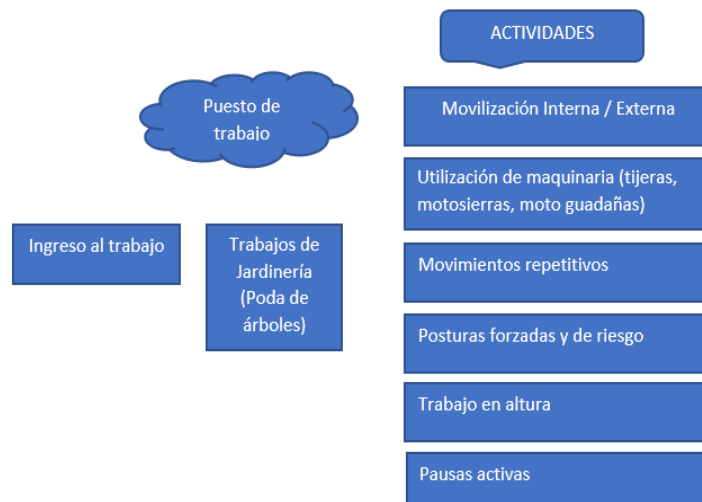 ACTIVIDADES
Puesto de
trabajo
Movilización Interna / Externa
Utilización de maquinaria (tijeras,
motosierras, moto guadañas)
Ingreso al trabajo
Trabajos de
Jardinería
(Poda de
árboles)
Movimientos repetitivos
Posturas forzadas y de riesgo
Trabajo en altura
Pausas activas